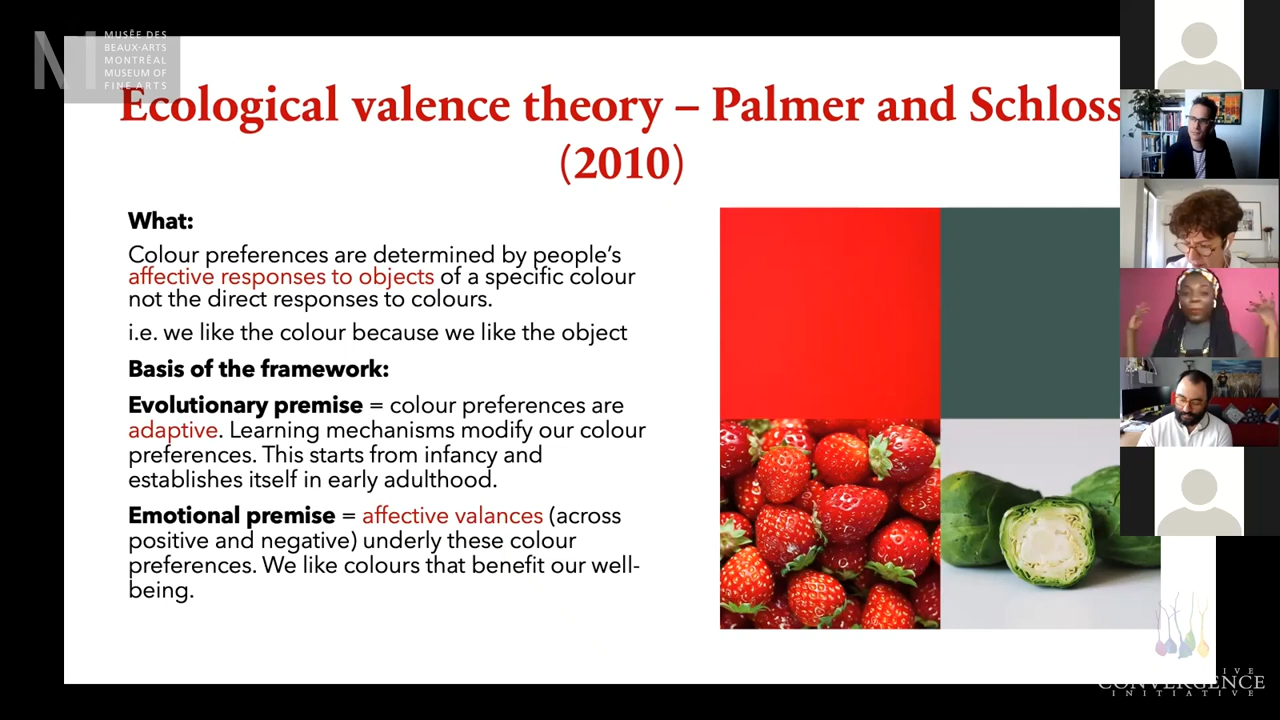 MUSÉE DES
BEAUX-ARTS
MONTRÉAL
MUSEUM OF
FINE ARTS
Ecological valence theory – Palmer and Schloss
(2010)
What:
Colour preferences are determined by people’s
affective responses to objects of a specific colour
not the direct responses to colours.
i.e. we like the colour because we like the object
Basis of the framework:
Evolutionary premise = colour preferences are
adaptive. Learning mechanisms modify our colour
preferences. This starts from infancy and
establishes itself in early adulthood.
Emotional premise = affective valances (across
positive and negative) underly these colour
preferences. We like colours that benefit our well-
being.
CONVERGENCE
INITIATIVE